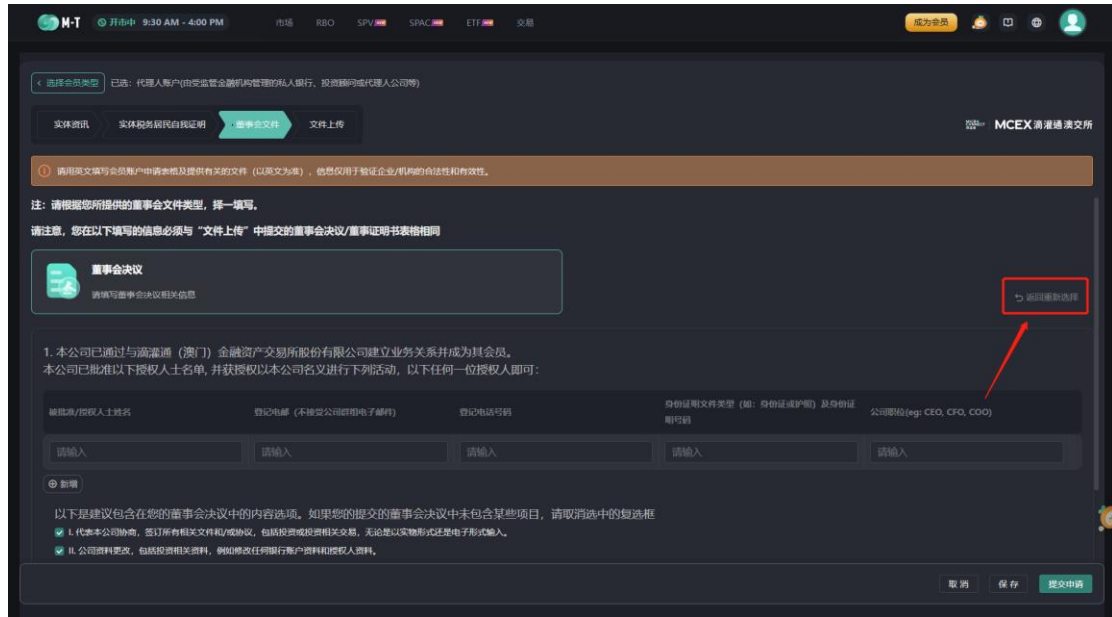 M-T 开市中 9:30 AM - 4:00 PM 市场 RBO SPV SPAC ETF 交易 成为会员
选择会员类型 已选：代理人账户(由受监管金融机构管理的私人银行、投资顾问或代理人公司等)
实体资讯 实体税务居民自我证明 · 董事会文件 文件上传 MCEX滴灌通澳交所
请用英文填写会员账户申请表格及提供有关的文件（以英文为准），信息仅用于验证企业/机构的合法性和有效性。
注：请根据您所提供的董事会文件类型，择一填写。
请注意，您在以下填写的信息必须与“文件上传”中提交的董事会决议/董事证明书表格相同
董事会决议
请填写董事会决议相关信息
返回重新选择
1. 本公司已通过与滴灌通（澳门）金融资产交易所股份有限公司建立业务关系并成为其会员。
本公司已批准以下授权人士名单, 并获授权以本公司名义进行下列活动，以下任何一位授权人即可：
被批准/授权人士姓名 登记电邮（不接受公司群组电子邮件） 登记电话号码 身份证明文件类型（如：身份证或护照）及身份证明号码 公司职位(eg: CEO, CFO, COO)
请输入 请输入 请输入 请输入 请输入
新增
以下是建议包含在您的董事会决议中的内容选项。如果您的提交的董事会决议中未包含某些项目，请取消选中的复选框
I. 代表本公司协商，签订所有相关文件和/或协议，包括投资或投资相关交易，无论是以实物形式还是电子形式输入。
II. 公司资料更改，包括投资相关资料，例如修改任何银行账户资料和授权人资料。
取消 保存 提交申请